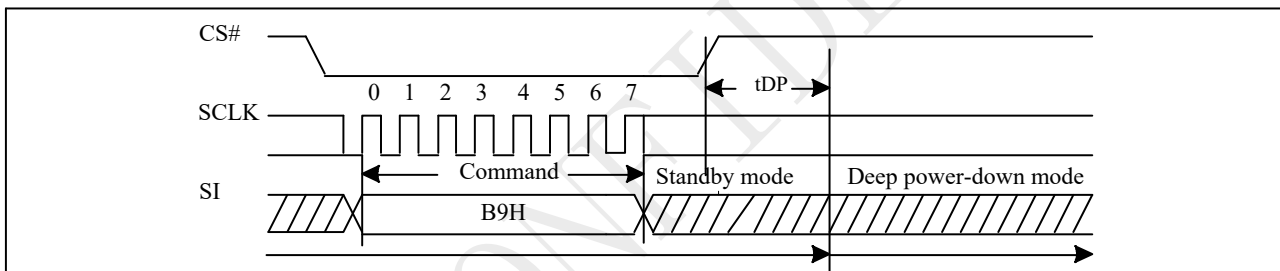 CS#
tDP
0 1 2 3 4 5 6 7
SCLK
Command
Standby mode Deep power-down mode
SI
B9H